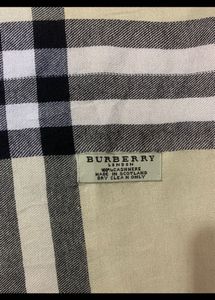 BURBERRY
LONDON
100% CASHMERE
MADE IN SCOTLAND
DRY CLEAN ONLY